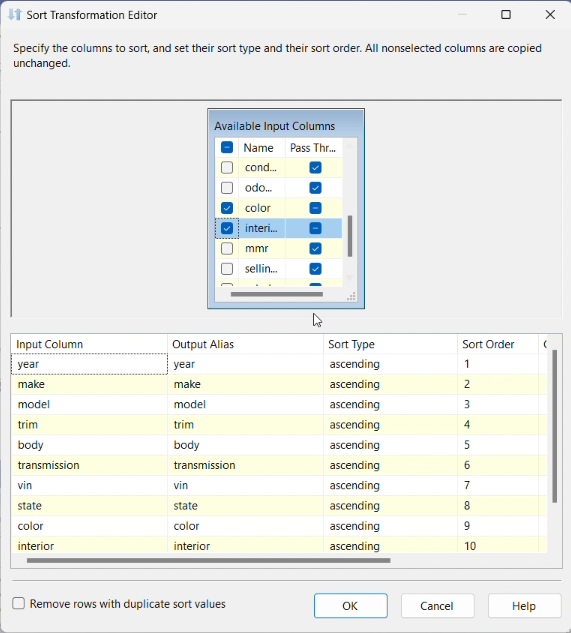 Sort Transformation Editor
Specify the columns to sort, and set their sort type and their sort order. All nonselected columns are copied
unchanged.
Available Input Columns
Name Pass Thr...
cond...
odo...
color
interi...
mmr
sellin...
Input Column Output Alias Sort Type Sort Order
year year ascending 1
make make ascending 2
model model ascending 3
trim trim ascending 4
body body ascending 5
transmission transmission ascending 6
vin vin ascending 7
state state ascending 8
color color ascending 9
interior interior ascending 10
Remove rows with duplicate sort values
OK Cancel Help